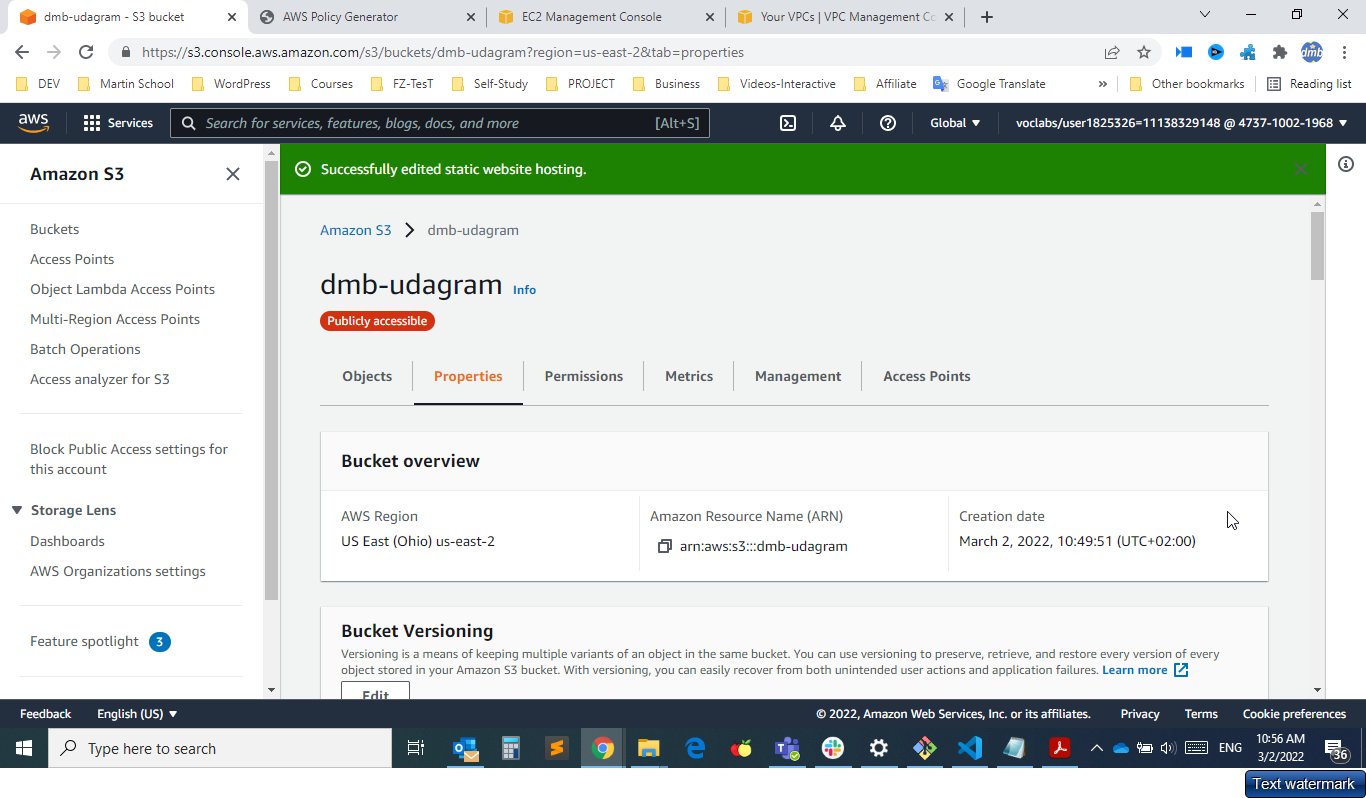 dmb-udagram - S3 bucket
AWS Policy Generator
EC2 Management Console
Your VPCs | VPC Management Co
https://s3.console.aws.amazon.com/s3/buckets/dmb-udagram?region=us-east-2&tab=properties
dmb
DEV
Martin School
WordPress
Courses
FZ-TesT
Self-Study
PROJECT
Business
Videos-Interactive
Affiliate
Google Translate
»
Other bookmarks
Reading list
aws
Services
Search for services, features, blogs, docs, and more
[Alt+S]
Global
voclabs/user1825326=11138329148 @ 4737-1002-1968
Amazon S3
Buckets
Access Points
Object Lambda Access Points
Multi-Region Access Points
Batch Operations
Access analyzer for S3
Block Public Access settings for
this account
Storage Lens
Dashboards
AWS Organizations settings
Feature spotlight 3
Successfully edited static website hosting.
Amazon S3 > dmb-udagram
dmb-udagram Info
Publicly accessible
Objects
Properties
Permissions
Metrics
Management
Access Points
Bucket overview
AWS Region
US East (Ohio) us-east-2
Amazon Resource Name (ARN)
arn:aws:s3:::dmb-udagram
Creation date
March 2, 2022, 10:49:51 (UTC+02:00)
Bucket Versioning
Versioning is a means of keeping multiple variants of an object in the same bucket. You can use versioning to preserve, retrieve, and restore every version of every
object stored in your Amazon S3 bucket. With versioning, you can easily recover from both unintended user actions and application failures. Learn more
Edit
Feedback
English (US)
© 2022, Amazon Web Services, Inc. or its affiliates.
Privacy
Terms
Cookie preferences
Type here to search
ENG
10:56 AM
3/2/2022
36
Text watermark